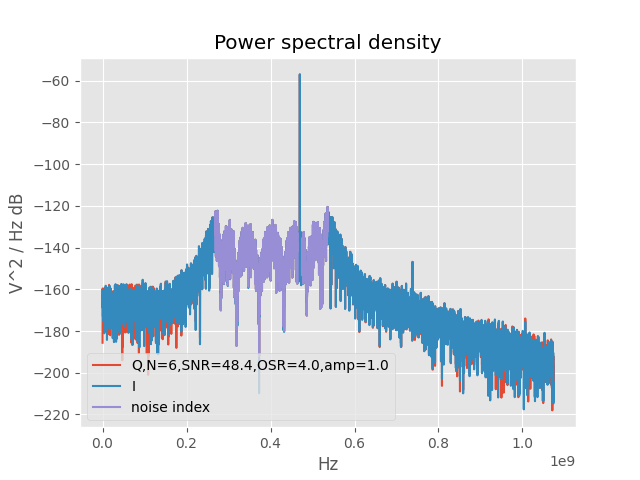 Power spectral density
V^2 / Hz dB
−60
−80
−100
−120
−140
−160
−180
−200
−220
Q,N=6,SNR=48.4,OSR=4.0,amp=1.0
I
noise index
0.0 0.2 0.4 0.6 0.8 1.0
1e9
Hz